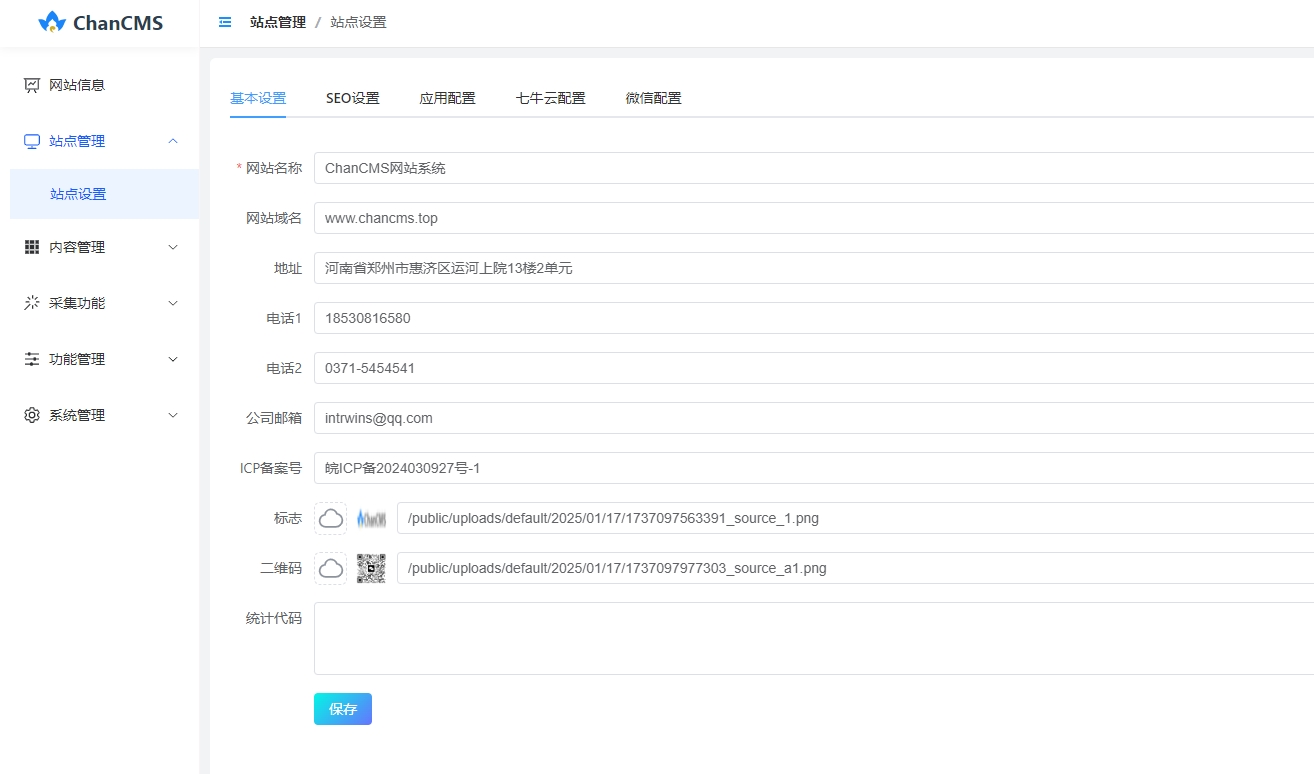 ChanCMS
站点管理 / 站点设置
网站信息
站点管理
站点设置
内容管理
采集功能
功能管理
系统管理
基本设置 SEO设置 应用配置 七牛云配置 微信配置
* 网站名称 ChanCMS网站系统
网站域名 www.chancms.top
地址 河南省郑州市惠济区运河上院13楼2单元
电话1 18530816580
电话2 0371-5454541
公司邮箱 intrwins@qq.com
ICP备案号 皖ICP备2024030927号-1
标志 ChanCMS /public/uploads/default/2025/01/17/1737097563391_source_1.png
二维码 /public/uploads/default/2025/01/17/1737097977303_source_a1.png
统计代码
保存